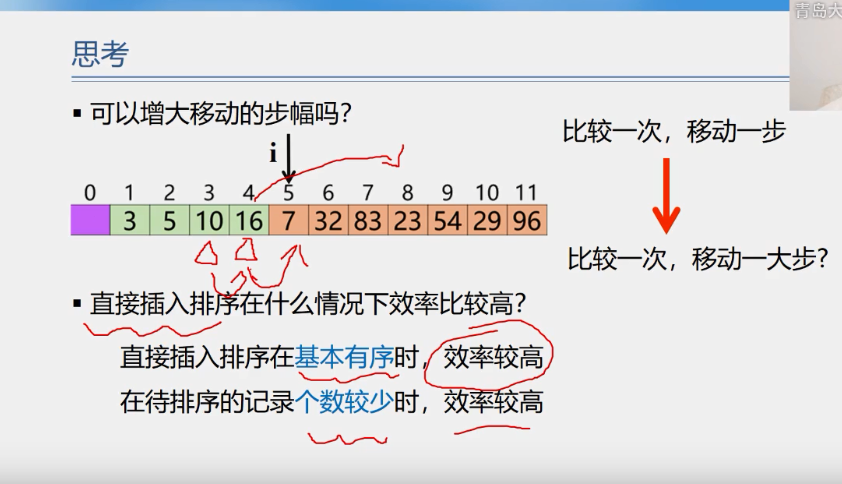 青岛大
思考
▪ 可以增大移动的步幅吗?
比较一次，移动一步
i
0 1 2 3 4 5 6 7 8 9 10 11
3 5 10 16 7 32 83 23 54 29 96
比较一次，移动一大步?
▪ 直接插入排序在什么情况下效率比较高?
直接插入排序在基本有序时，效率较高
在待排序的记录个数较少时，效率较高